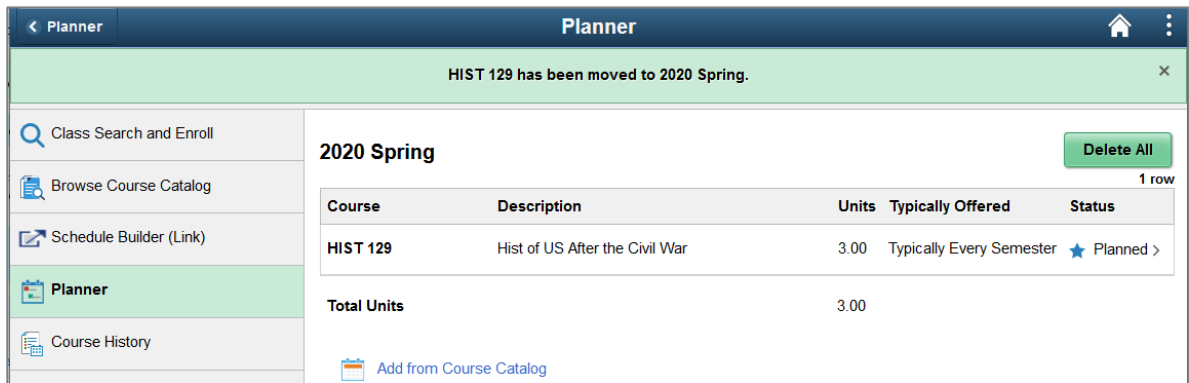 Planner
Planner
HIST 129 has been moved to 2020 Spring.
×
Class Search and Enroll
Browse Course Catalog
Schedule Builder (Link)
Planner
Course History
2020 Spring
Delete All
1 row
Course Description Units Typically Offered Status
HIST 129 Hist of US After the Civil War 3.00 Typically Every Semester Planned
Total Units 3.00
Add from Course Catalog